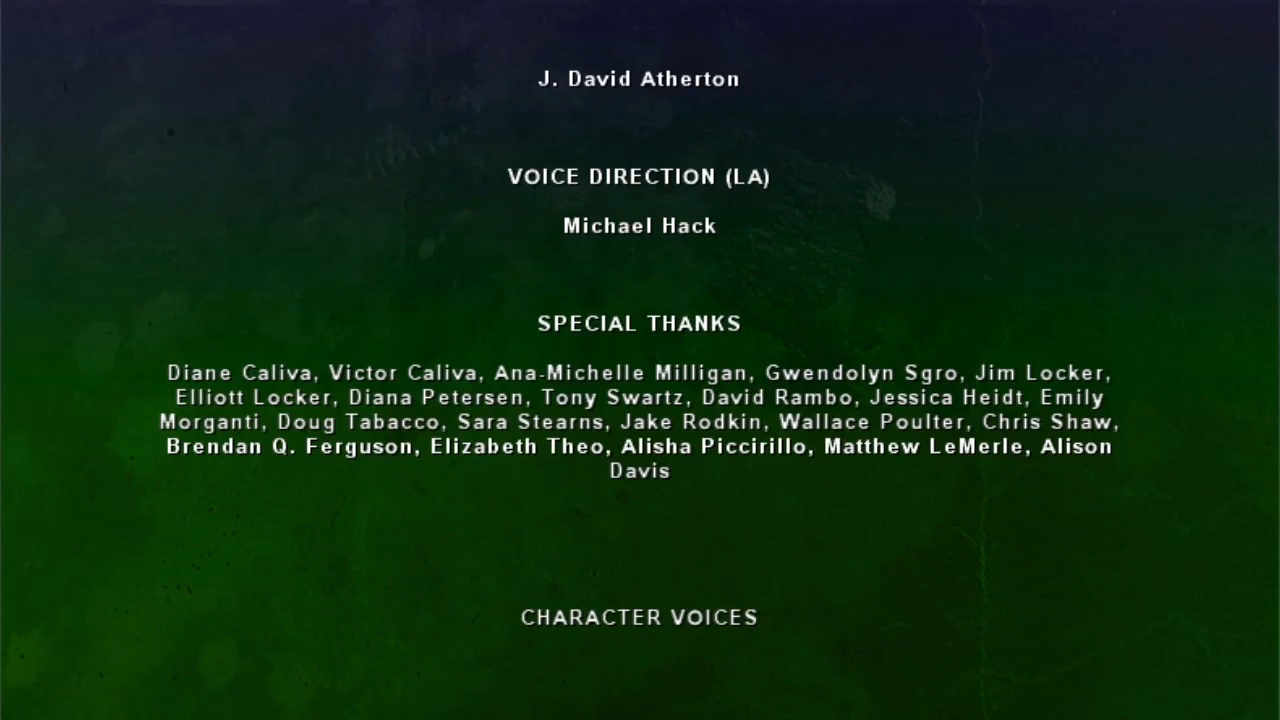 J. David Atherton
VOICE DIRECTION (LA)
Michael Hack
SPECIAL THANKS
Diane Caliva, Victor Caliva, Ana-Michelle Milligan, Gwendolyn Sgro, Jim Locker,
Elliott Locker, Diana Petersen, Tony Swartz, David Rambo, Jessica Heidt, Emily
Morganti, Doug Tabacco, Sara Stearns, Jake Rodkin, Wallace Poulter, Chris Shaw,
Brendan Q. Ferguson, Elizabeth Theo, Alisha Piccirillo, Matthew LeMerle, Alison
Davis
CHARACTER VOICES